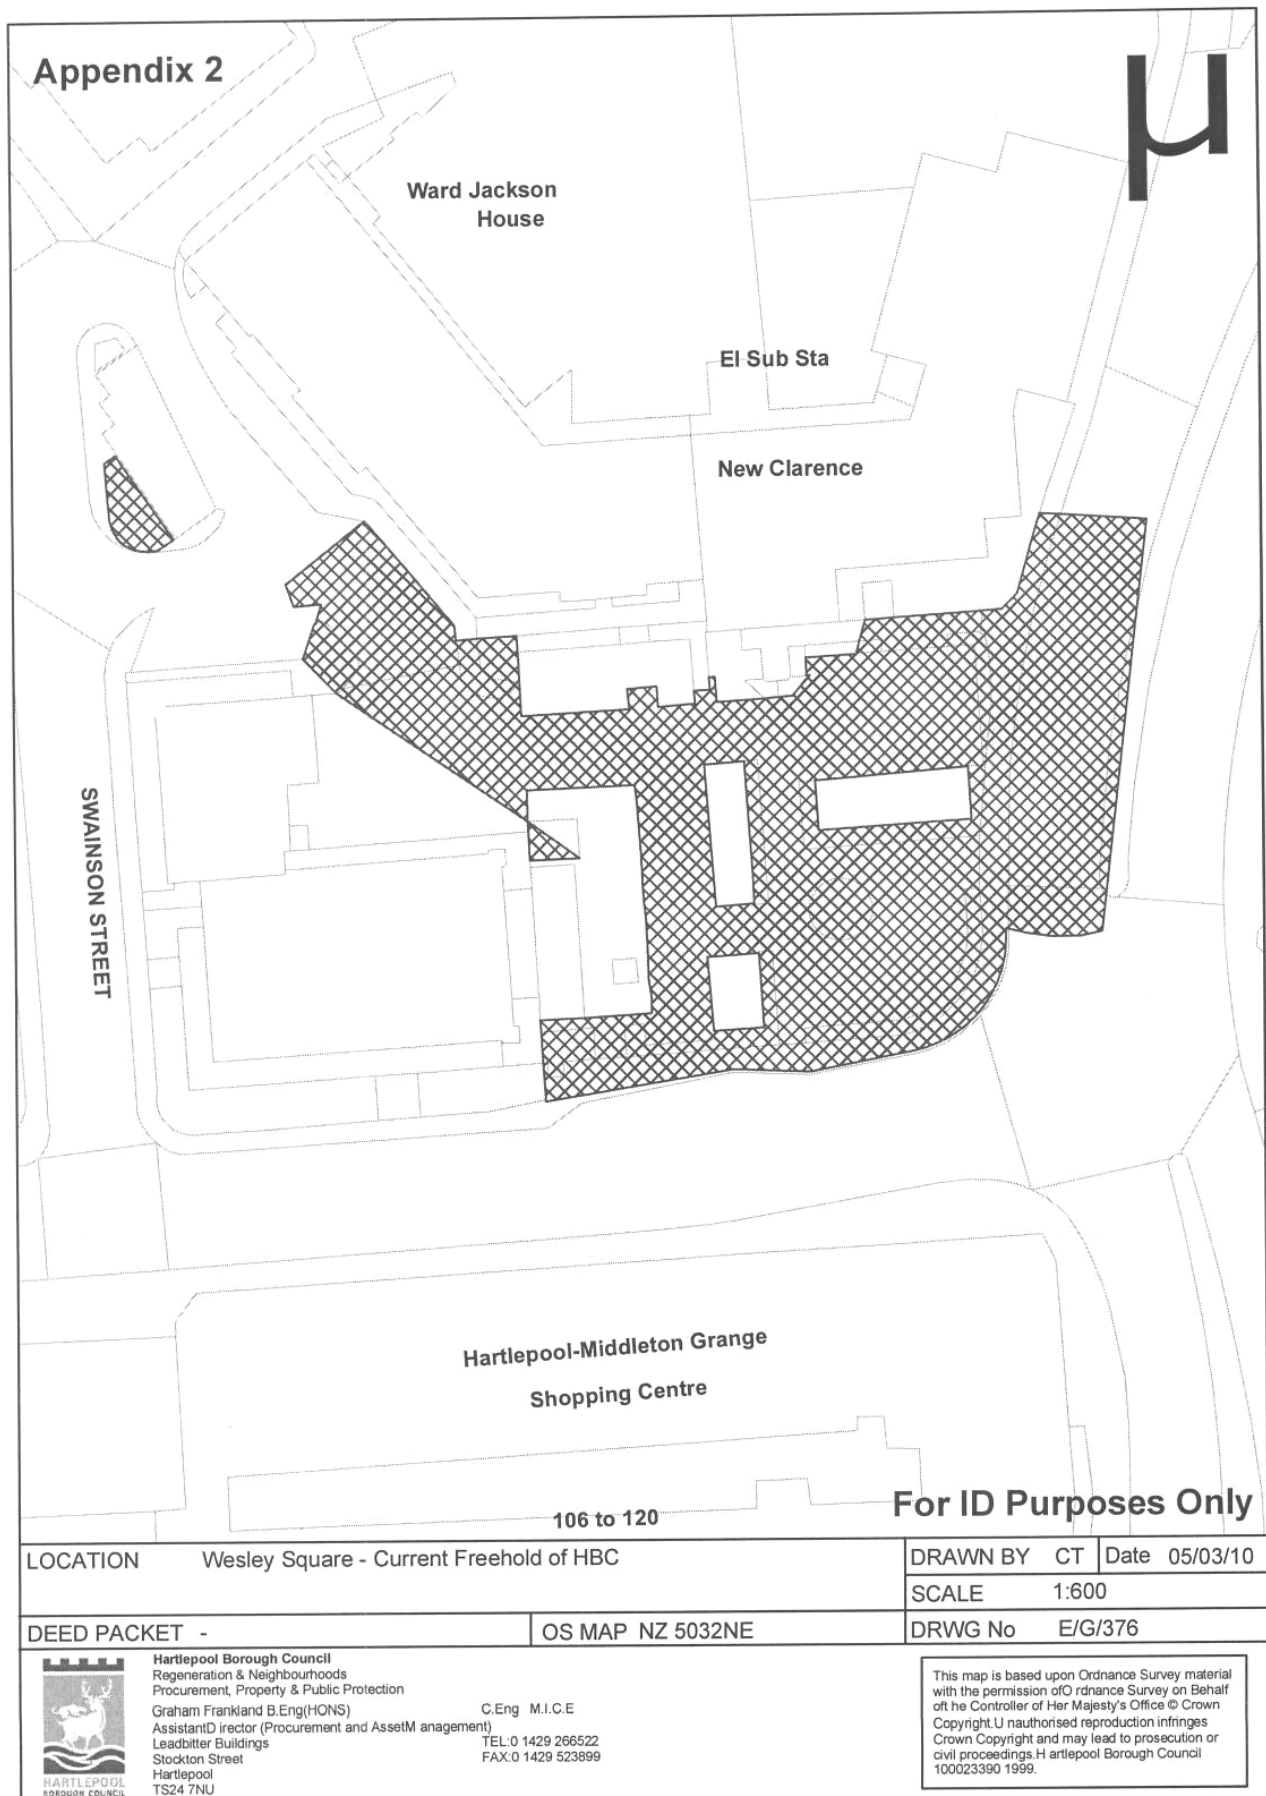 Appendix 2
µ
Ward Jackson
House
El Sub Sta
New Clarence
SWAINSON STREET
Hartlepool-Middleton Grange
Shopping Centre
106 to 120
For ID Purposes Only
LOCATION Wesley Square - Current Freehold of HBC
DRAWN BY CT Date 05/03/10
SCALE 1:600
DEED PACKET - OS MAP NZ 5032NE DRWG No E/G/376
Hartlepool Borough Council
Regeneration & Neighbourhoods
Procurement, Property & Public Protection
Graham Frankland B.Eng(HONS) C.Eng M.I.C.E
AssistantD irector (Procurement and AssetM anagement)
Leadbitter Buildings TEL:0 1429 266522
Stockton Street FAX:0 1429 523899
Hartlepool
TS24 7NU
HARTLEPOOL
BOROUGH COUNCIL
This map is based upon Ordnance Survey material
with the permission ofO rdnance Survey on Behalf
oft he Controller of Her Majesty's Office © Crown
Copyright.U nauthorised reproduction infringes
Crown Copyright and may lead to prosecution or
civil proceedings.H artlepool Borough Council
100023390 1999.